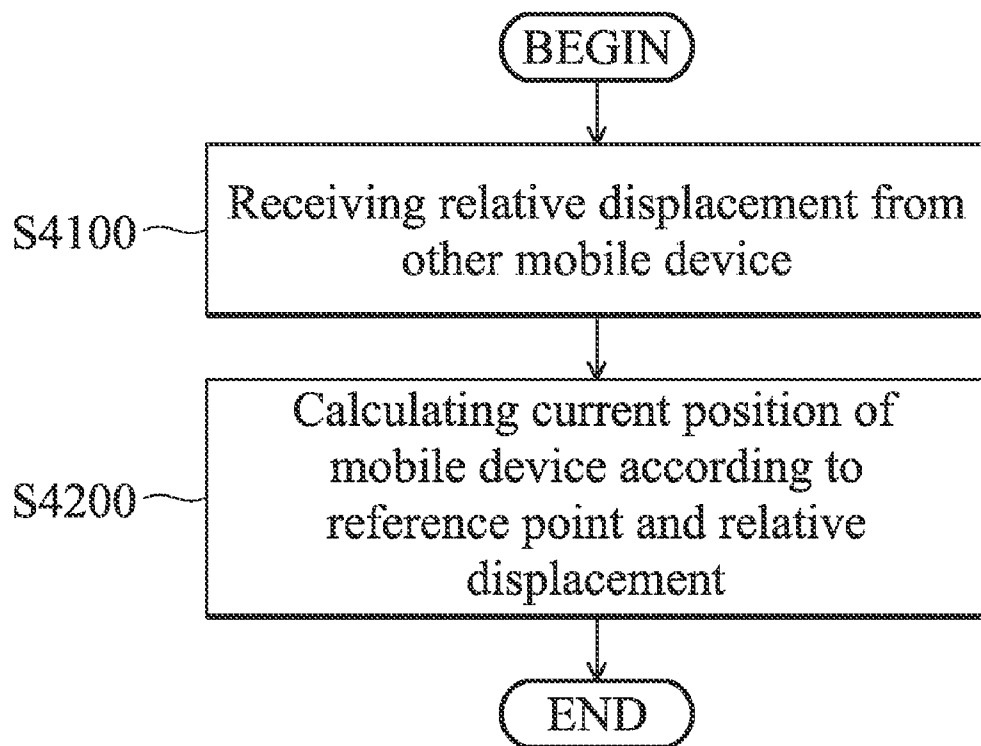 BEGIN
S4100
Receiving relative displacement from
other mobile device
S4200
Calculating current position of
mobile device according to
reference point and relative
displacement
END